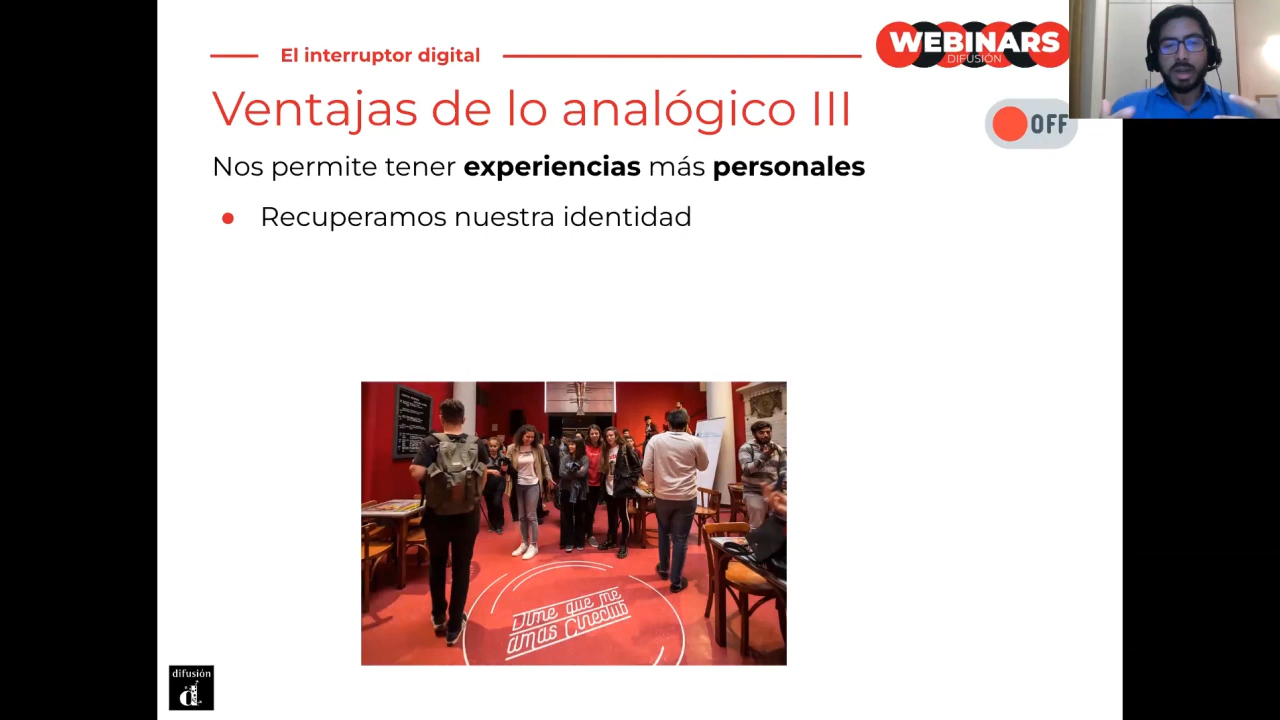 El interruptor digital
WEBINARS
DIFUSIÓN
Ventajas de lo analógico III
OFF
Nos permite tener experiencias más personales
● Recuperamos nuestra identidad
Dime que me
amas Cineclub
difusión
d